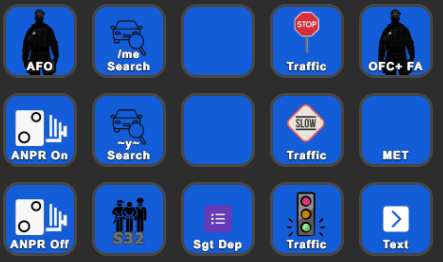 AFO
/me
Search
STOP
Traffic
OFC+ FA
ANPR On
~y~
Search
SLOW
Traffic
MET
ANPR Off
S32
Sgt Dep
Traffic
Text